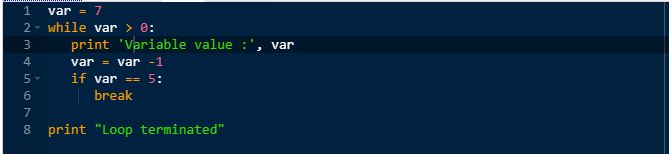 1 var = 7
2 while var > 0:
3    print 'Variable value :', var
4    var = var -1
5    if var == 5:
6       break
7
8 print "Loop terminated"